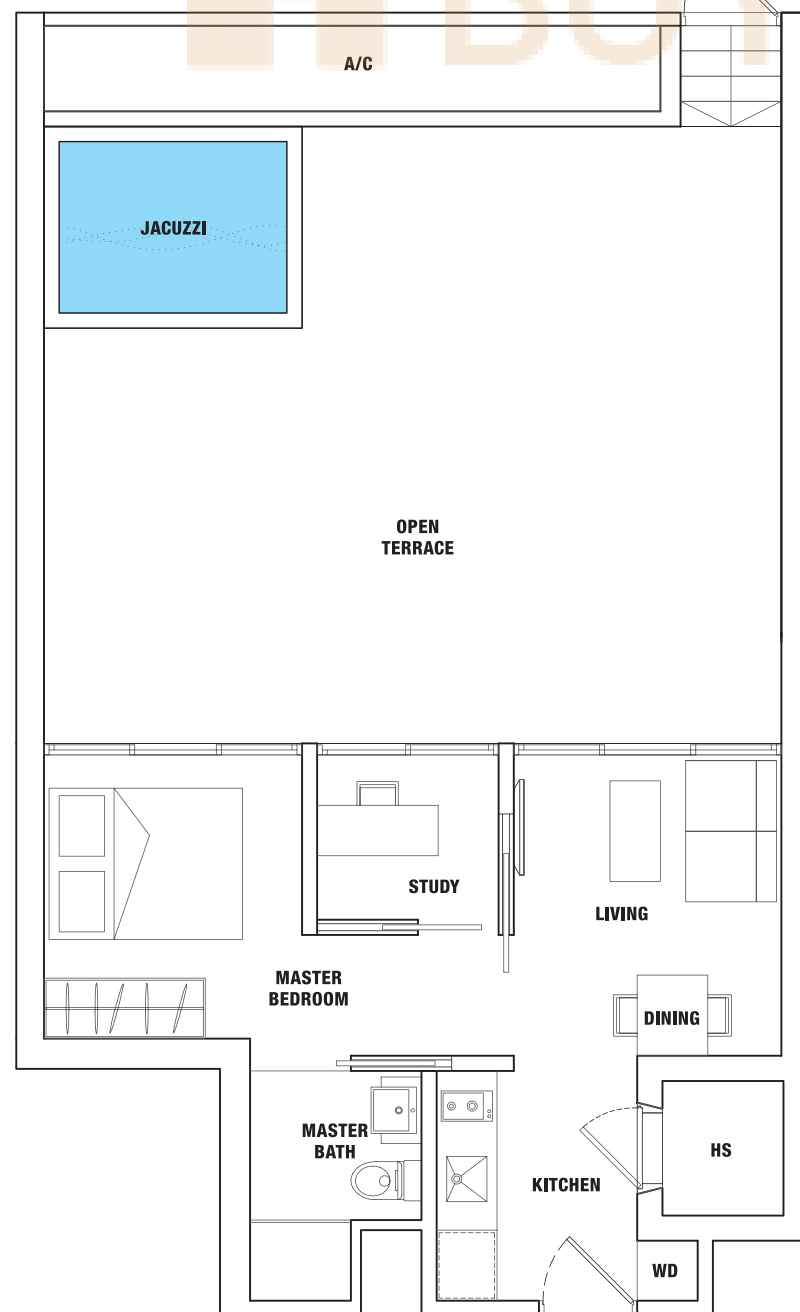 A/C
JACUZZI
OPEN
TERRACE
STUDY
LIVING
MASTER
BEDROOM
DINING
MASTER
BATH
HS
KITCHEN
WD